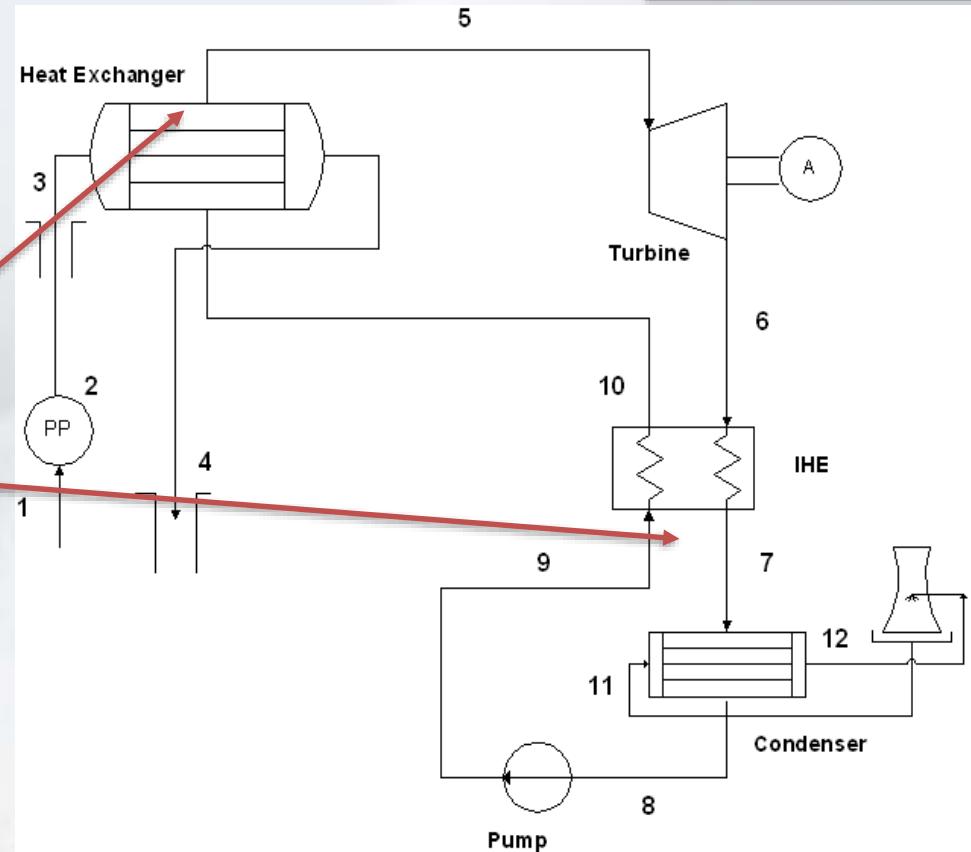 5
Heat Exchanger
3
A
Turbine
6
2
10
PP
4
IHE
1
9
7
12
11
Condenser
8
Pump